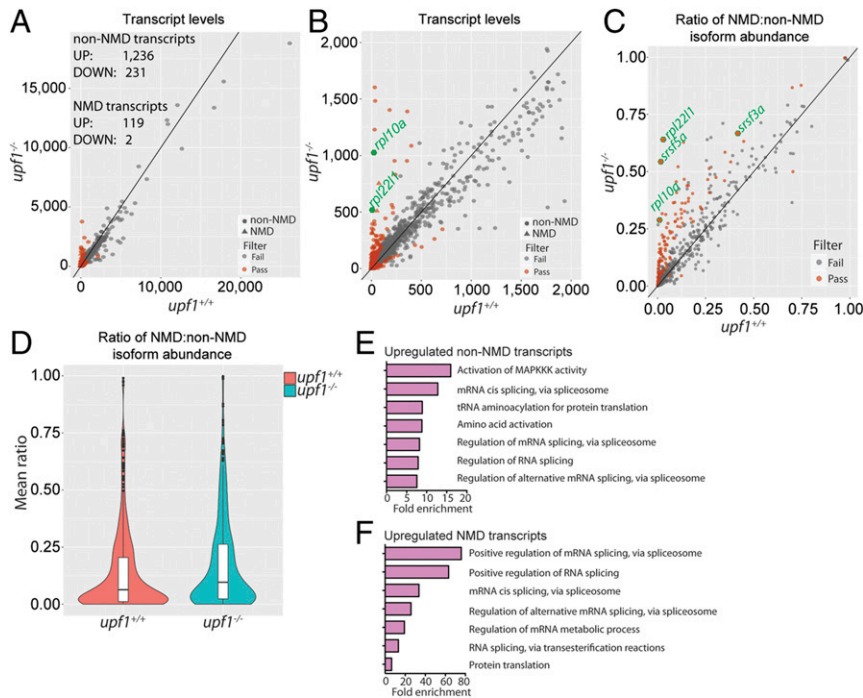 A
Transcript levels
non-NMD transcripts
UP: 1,236
DOWN: 231
NMD transcripts
UP: 119
DOWN: 2
15,000
10,000
5,000
0
upf1-/-
0
10,000
20,000
upf1+/+
non-NMD
NMD
Filter
Fail
Pass
B
Transcript levels
2,000
1,500
1,000
500
0
upf1-/-
rpl10a
rpl22l1
0
500
1,000
1,500
2,000
upf1+/+
non-NMD
NMD
Filter
Fail
Pass
C
Ratio of NMD:non-NMD
isoform abundance
1.00
0.75
0.50
0.25
0.00
upf1-/-
rpl22l1
srsf5a
srsf3a
rpl10a
0.00
0.25
0.50
0.75
1.00
upf1+/+
Filter
Fail
Pass
D
Ratio of NMD:non-NMD
isoform abundance
upf1+/+
upf1-/-
1.00
0.75
0.50
0.25
0.00
Mean ratio
upf1+/+
upf1-/-
E
Upregulated non-NMD transcripts
Activation of MAPKKK activity
mRNA cis splicing, via spliceosome
tRNA aminoacylation for protein translation
Amino acid activation
Regulation of mRNA splicing, via spliceosome
Regulation of RNA splicing
Regulation of alternative mRNA splicing, via spliceosome
0 5 10 15 20
Fold enrichment
F
Upregulated NMD transcripts
Positive regulation of mRNA splicing, via spliceosome
Positive regulation of RNA splicing
mRNA cis splicing, via spliceosome
Regulation of alternative mRNA splicing, via spliceosome
Regulation of mRNA metabolic process
RNA splicing, via transesterification reactions
Protein translation
0 20 40 60 80
Fold enrichment